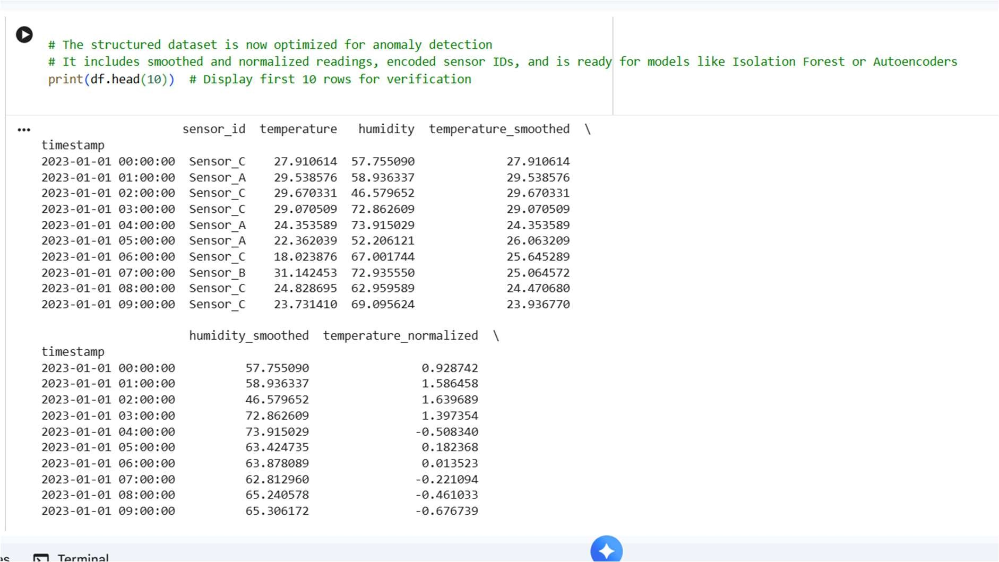 # The structured dataset is now optimized for anomaly detection
# It includes smoothed and normalized readings, encoded sensor IDs, and is ready for models like Isolation Forest or Autoencoders
print(df.head(10))  # Display first 10 rows for verification
sensor_id  temperature   humidity  temperature_smoothed  \
timestamp
2023-01-01 00:00:00  Sensor_C    27.910614  57.755090             27.910614
2023-01-01 01:00:00  Sensor_A    29.538576  58.936337             29.538576
2023-01-01 02:00:00  Sensor_C    29.670331  46.579652             29.670331
2023-01-01 03:00:00  Sensor_C    29.070509  72.862609             29.070509
2023-01-01 04:00:00  Sensor_A    24.353589  73.915029             24.353589
2023-01-01 05:00:00  Sensor_A    22.362039  52.206121             26.063209
2023-01-01 06:00:00  Sensor_C    18.023876  67.001744             25.645289
2023-01-01 07:00:00  Sensor_B    31.142453  72.935550             25.064572
2023-01-01 08:00:00  Sensor_C    24.828695  62.959589             24.470680
2023-01-01 09:00:00  Sensor_C    23.731410  69.095624             23.936770
humidity_smoothed  temperature_normalized  \
timestamp
2023-01-01 00:00:00          57.755090                0.928742
2023-01-01 01:00:00          58.936337                1.586458
2023-01-01 02:00:00          46.579652                1.639689
2023-01-01 03:00:00          72.862609                1.397354
2023-01-01 04:00:00          73.915029               -0.508340
2023-01-01 05:00:00          63.424735                0.182368
2023-01-01 06:00:00          63.878089                0.013523
2023-01-01 07:00:00          62.812960               -0.221094
2023-01-01 08:00:00          65.240578               -0.461033
2023-01-01 09:00:00          65.306172               -0.676739
Terminal